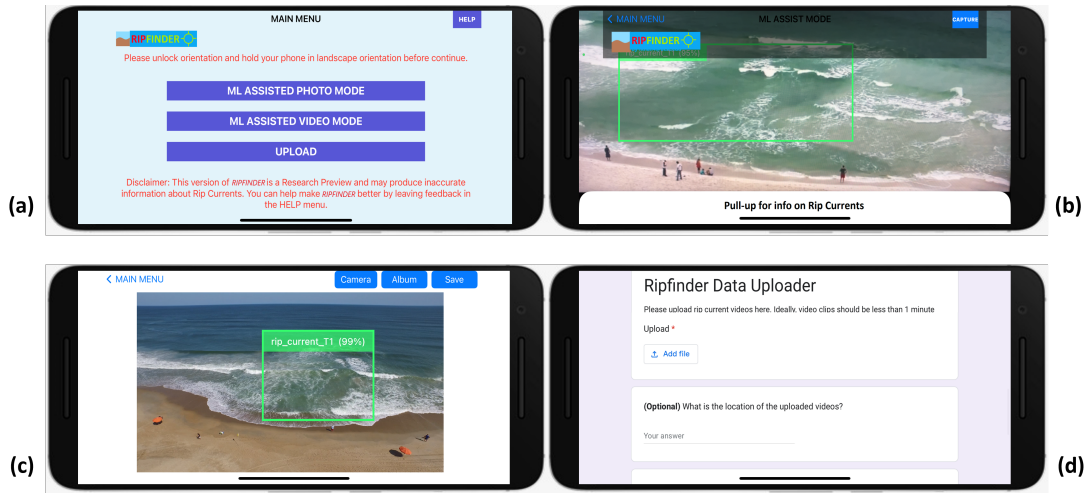 MAIN MENU
HELP
RIPFINDER
Please unlock orientation and hold your phone in landscape orientation before continue.
ML ASSISTED PHOTO MODE
ML ASSISTED VIDEO MODE
UPLOAD
Disclaimer: This version of RIPFINDER is a Research Preview and may produce inaccurate
information about Rip Currents. You can help make RIPFINDER better by leaving feedback in
the HELP menu.
(a)
MAIN MENU
ML ASSIST MODE
CAPTURE
RIPFINDER
rip_current_T1 (85%)
Pull-up for info on Rip Currents
(b)
MAIN MENU
Camera
Album
Save
rip_current_T1 (99%)
(c)
Ripfinder Data Uploader
Please upload rip current videos here. Ideally, video clips should be less than 1 minute
Upload *
Add file
(Optional) What is the location of the uploaded videos?
Your answer
(d)